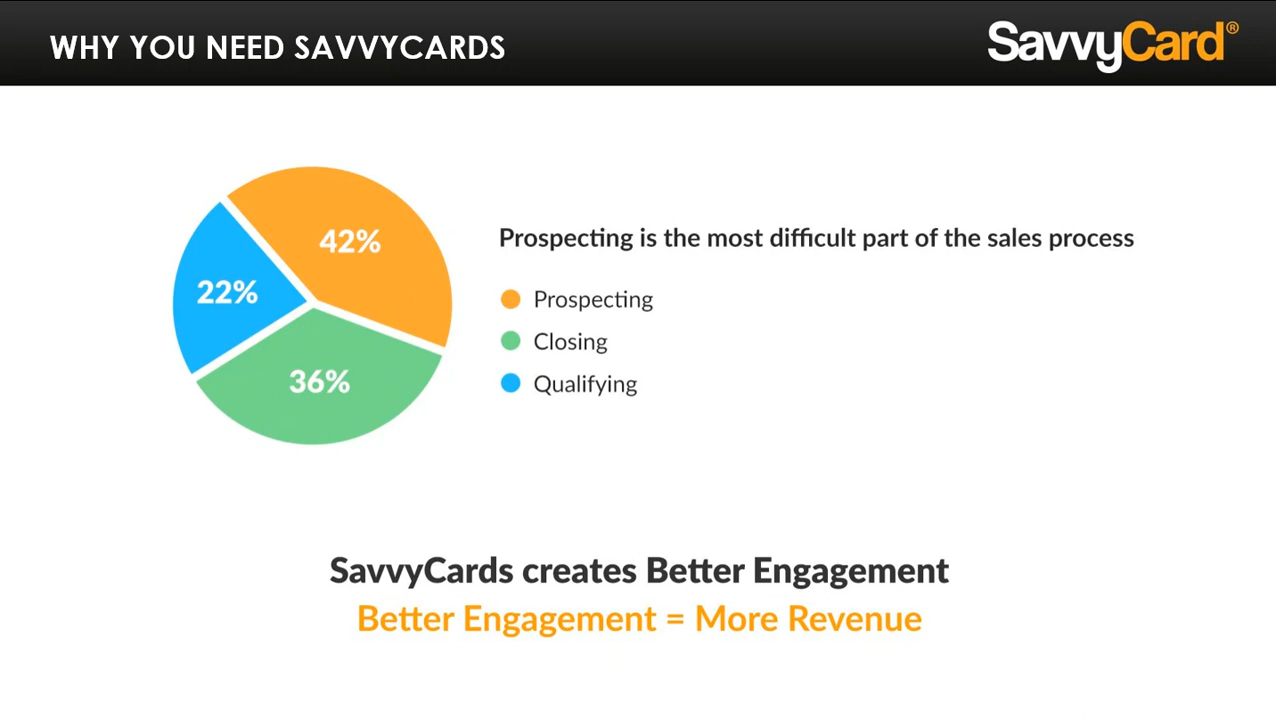 WHY YOU NEED SAVVYCARDS
SavvyCard®
42%
22%
36%
Prospecting is the most difficult part of the sales process
Prospecting
Closing
Qualifying
SavvyCards creates Better Engagement
Better Engagement = More Revenue